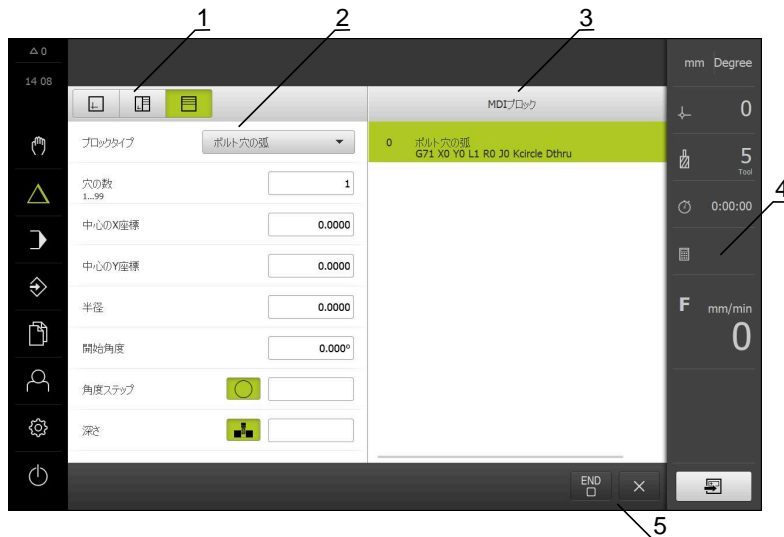 1
2
3
0
14 08
mm Degree
MDIブロック
0
ブロックタイプ
ボルト穴の弧
0 ボルト穴の弧
G71 X0 Y0 L1 R0 J0 Kcircle Dthru
5
Tool
穴の数
1...99
1
4
中心のX座標
0.0000
0:00:00
中心のY座標
0.0000
半径
0.0000
F mm/min
0
開始角度
0.000°
角度ステップ
深さ
END
5